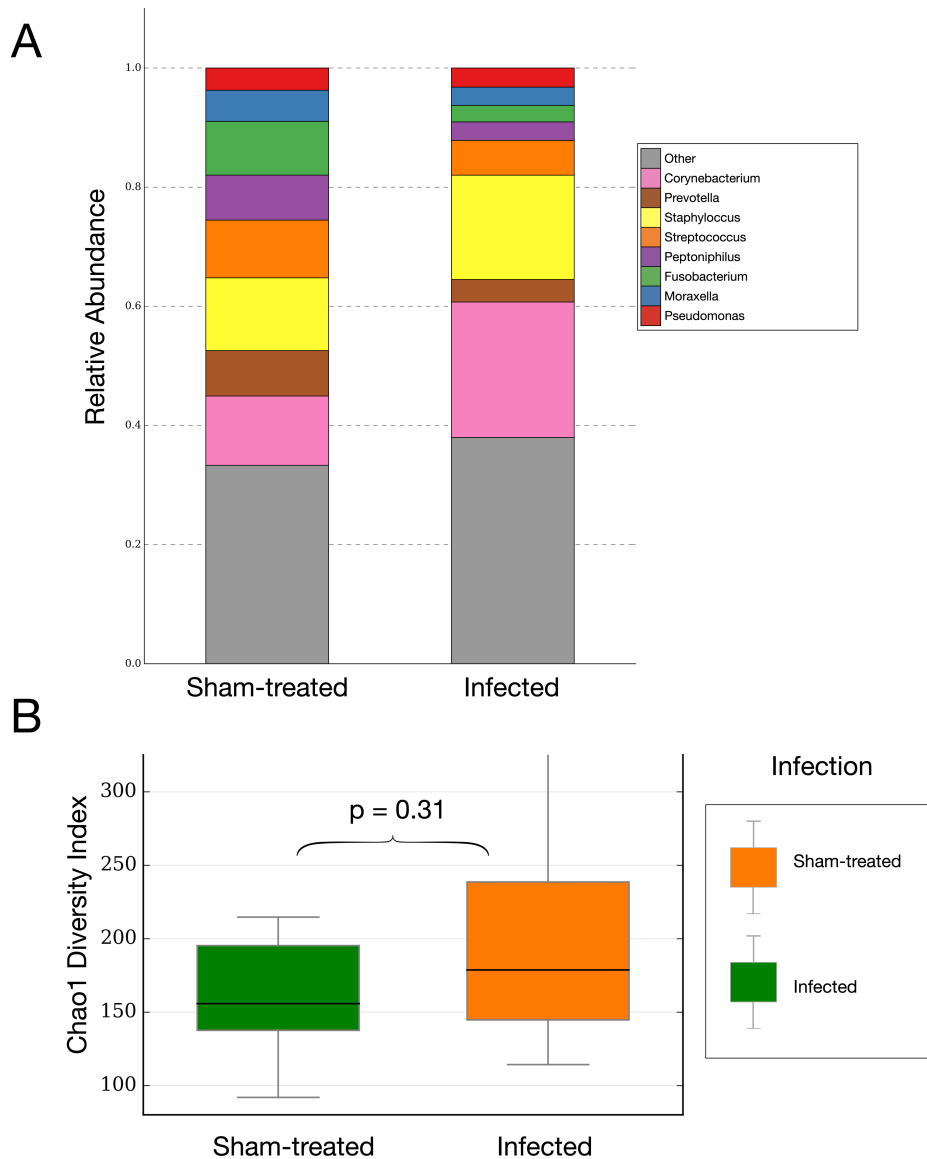 A
1.0
0.8
0.6
0.4
0.2
0.0
Relative Abundance
Sham-treated
Infected
Other
Corynebacterium
Prevotella
Staphyloccus
Streptococcus
Peptoniphilus
Fusobacterium
Moraxella
Pseudomonas
B
300
250
200
150
100
Chao1 Diversity Index
p = 0.31
Sham-treated
Infected
Infection
Sham-treated
Infected